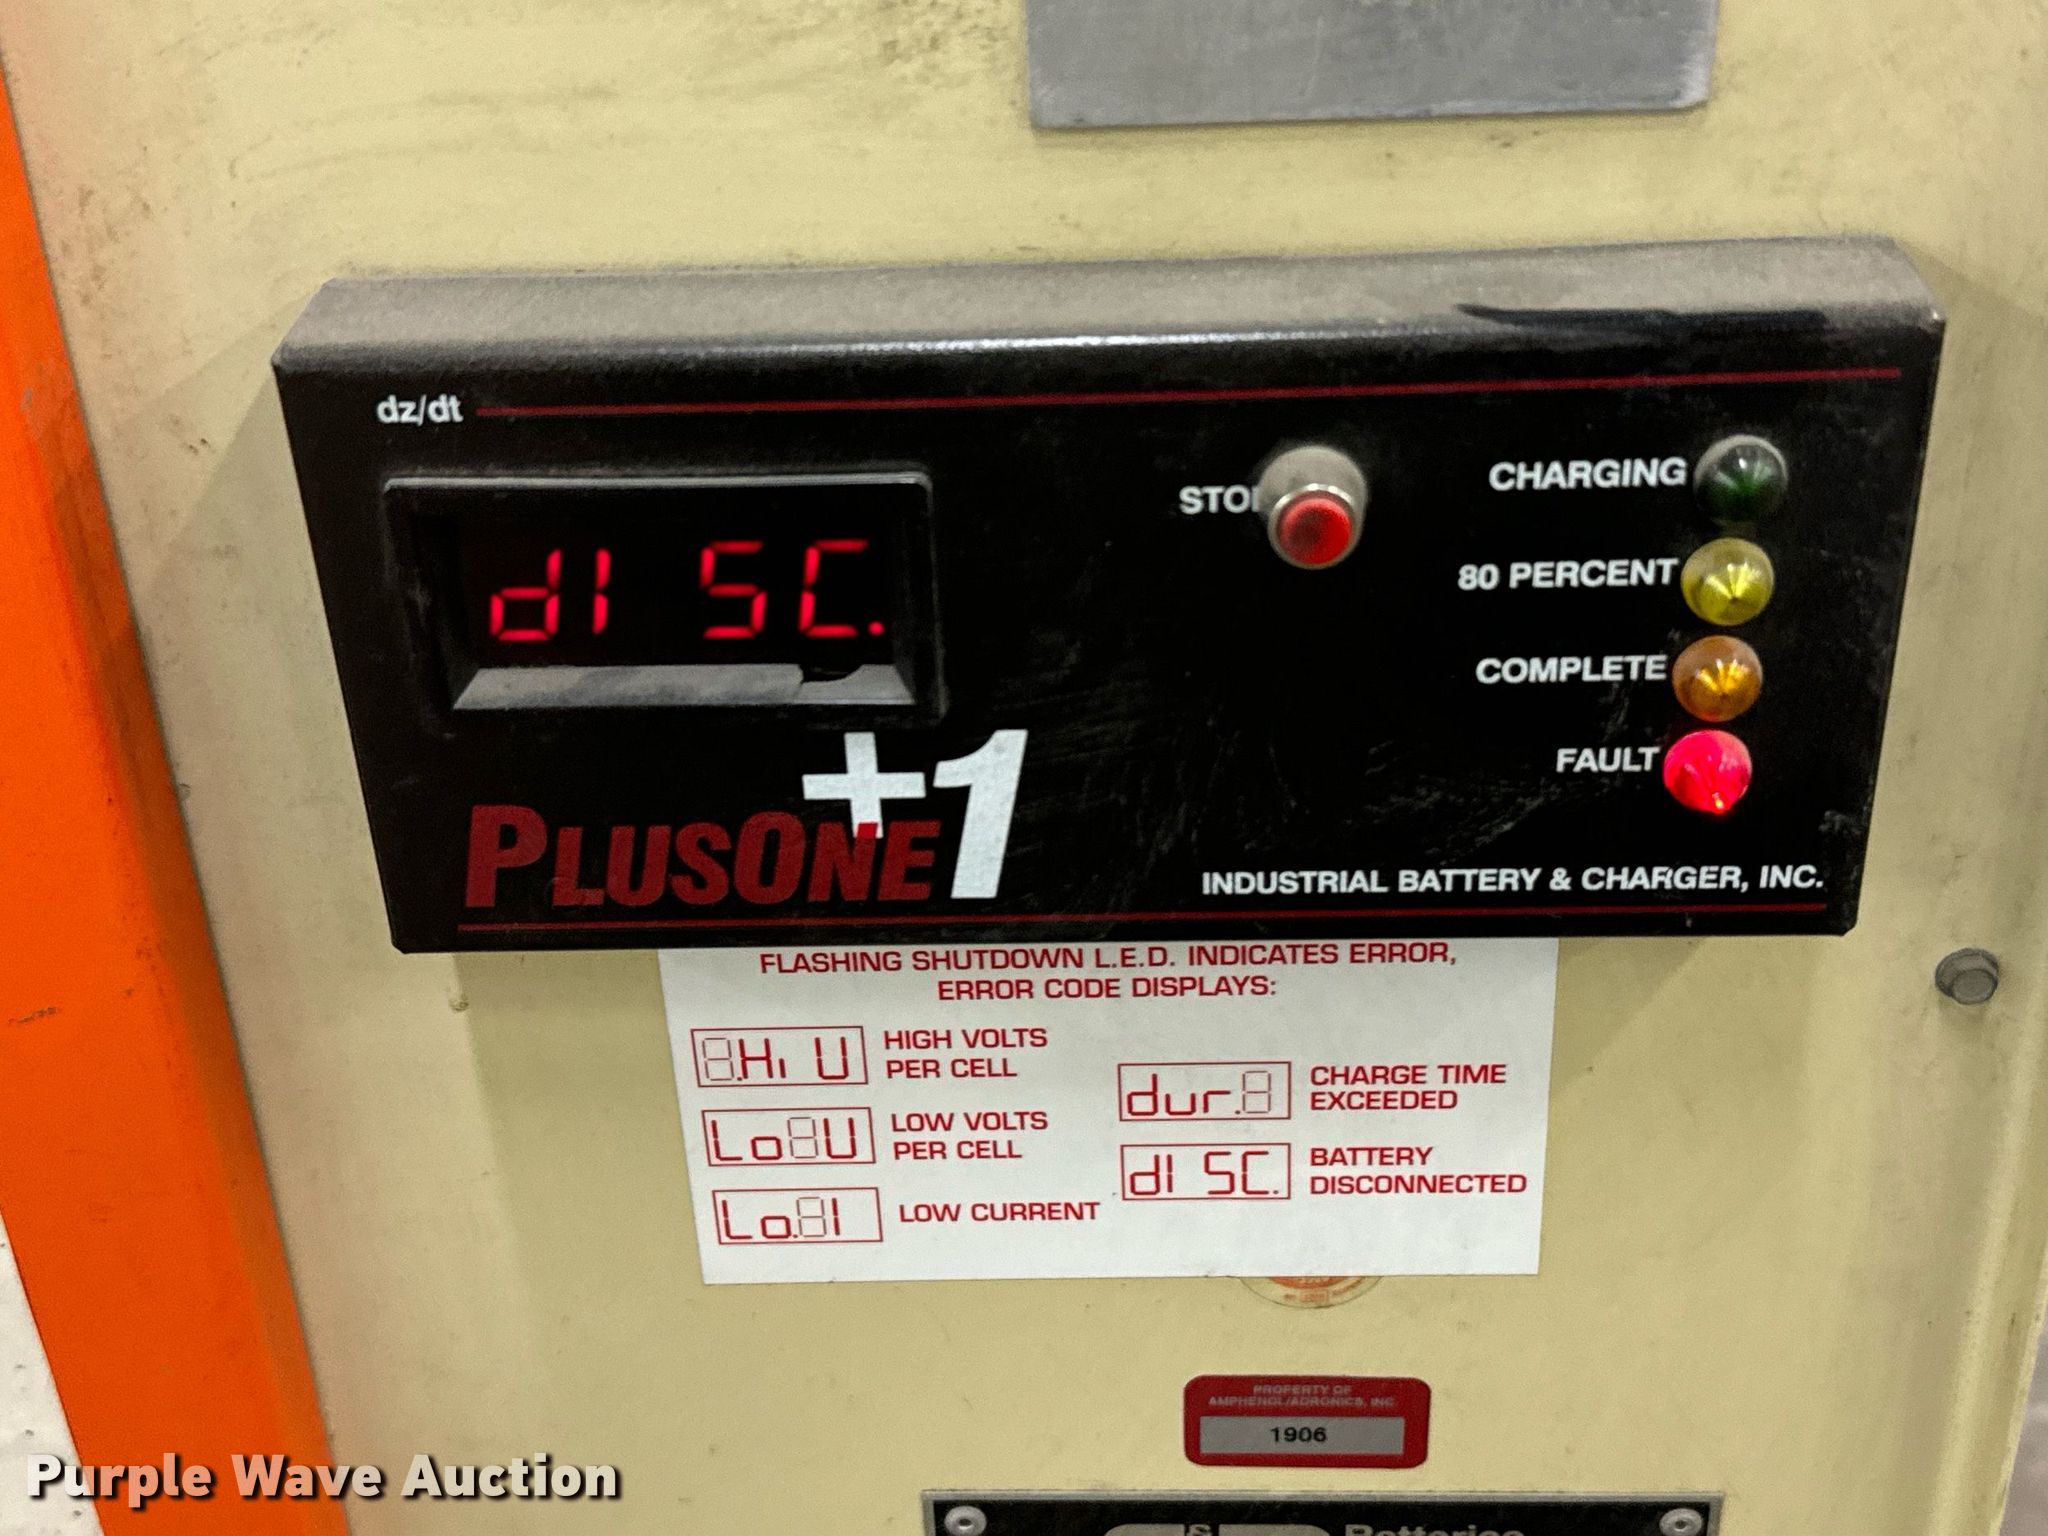 dz/dt
dI SC.
STO
CHARGING
80 PERCENT
COMPLETE
FAULT
+1
PLUSONE
INDUSTRIAL BATTERY & CHARGER, INC.
FLASHING SHUTDOWN L.E.D. INDICATES ERROR,
ERROR CODE DISPLAYS:
8.Hi U HIGH VOLTS
PER CELL
Lo8U LOW VOLTS
PER CELL
Lo.8I LOW CURRENT
dur.8 CHARGE TIME
EXCEEDED
dI SC. BATTERY
DISCONNECTED
PROPERTY OF
AMPHENOL/ADRONICS, INC
1906
&
Batteries
Purple Wave Auction